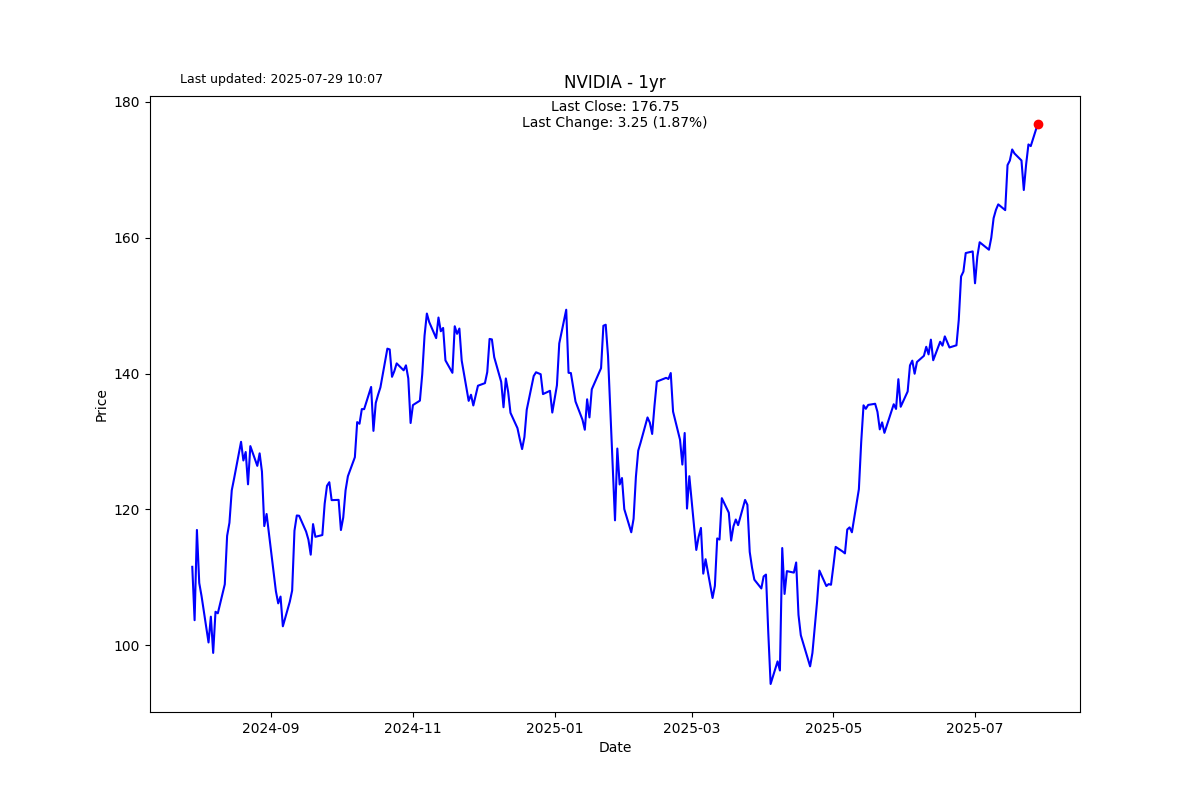 Last updated: 2025-07-29 10:07
NVIDIA - 1yr
Last Close: 176.75
Last Change: 3.25 (1.87%)
180
160
140
120
100
Price
2024-09
2024-11
2025-01
2025-03
2025-05
2025-07
Date